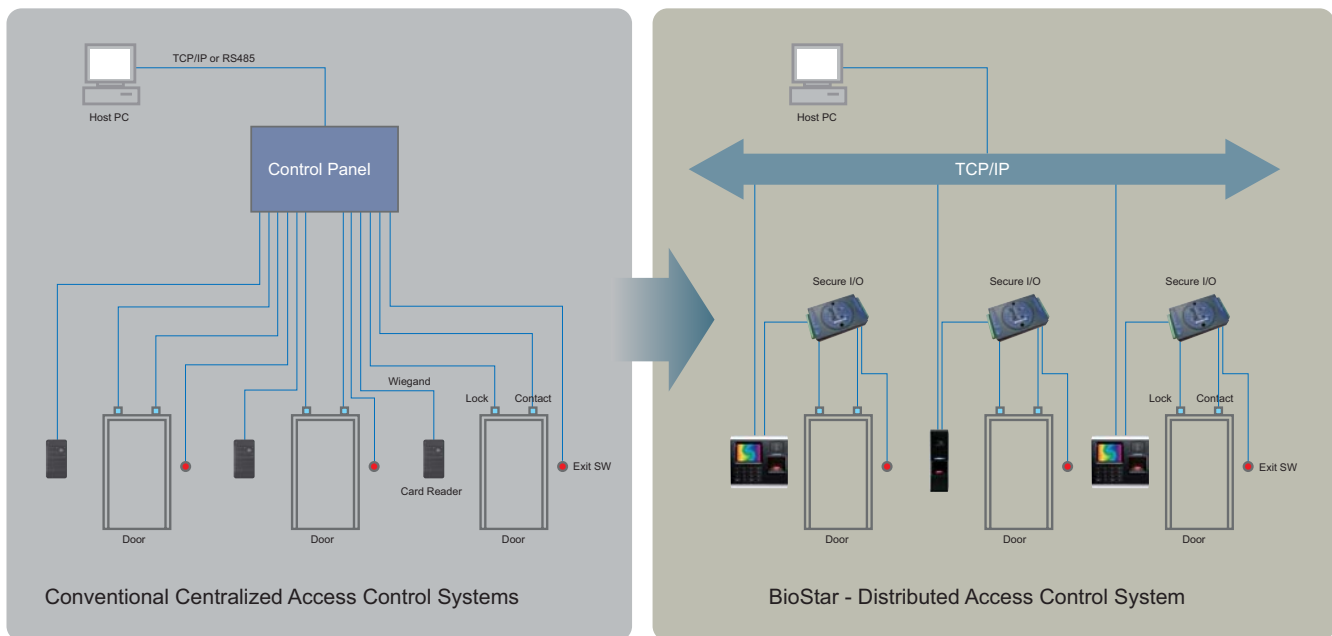 TCP/IP or RS485
Host PC
Control Panel
Wiegand
Lock
Contact
Exit SW
Card Reader
Door
Door
Door
Conventional Centralized Access Control Systems
Host PC
TCP/IP
Secure I/O
Secure I/O
Secure I/O
Lock
Contact
Exit SW
Door
Door
Door
BioStar - Distributed Access Control System